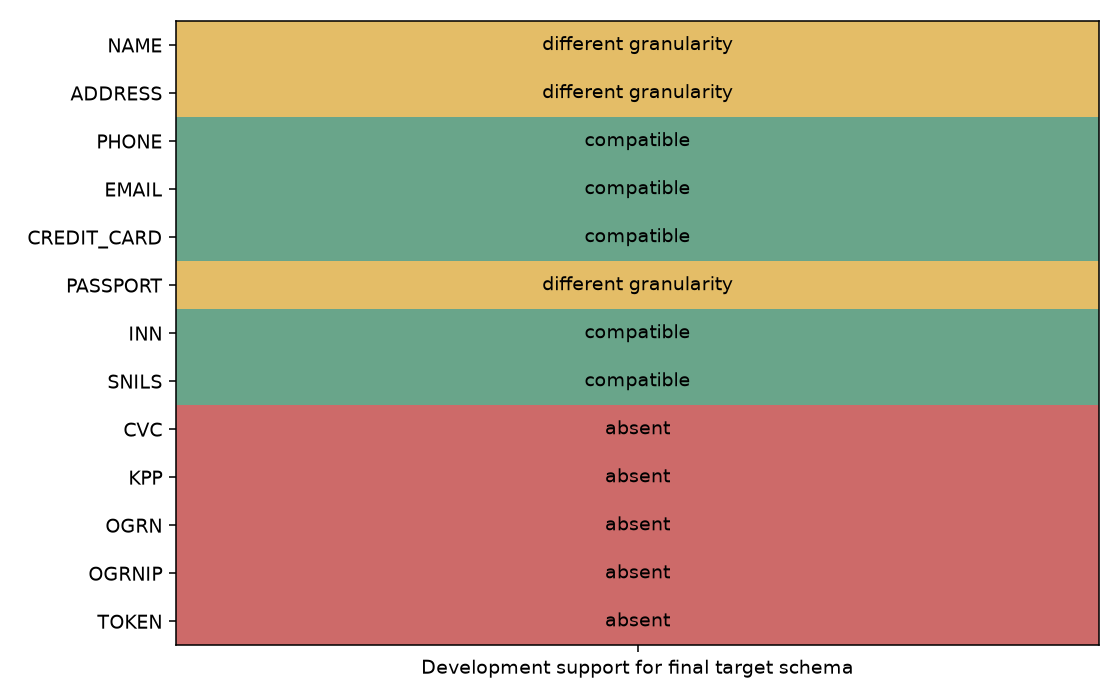 NAME different granularity
ADDRESS different granularity
PHONE compatible
EMAIL compatible
CREDIT_CARD compatible
PASSPORT different granularity
INN compatible
SNILS compatible
CVC absent
KPP absent
OGRN absent
OGRNIP absent
TOKEN absent
Development support for final target schema